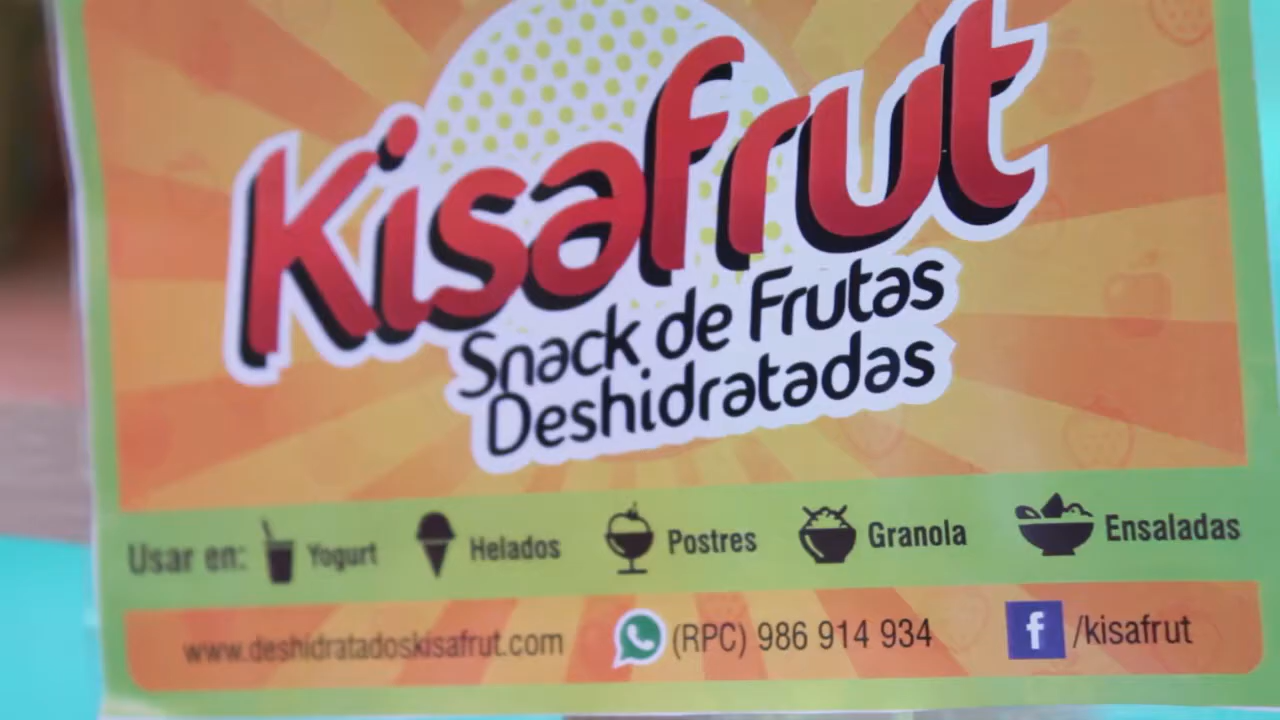 Kisafrut
Snack de Frutas
Deshidratadas
Usar en: Yogurt Helados Postres Granola Ensaladas
www.deshidratadoskisafrut.com (RPC) 986 914 934 /kisafrut